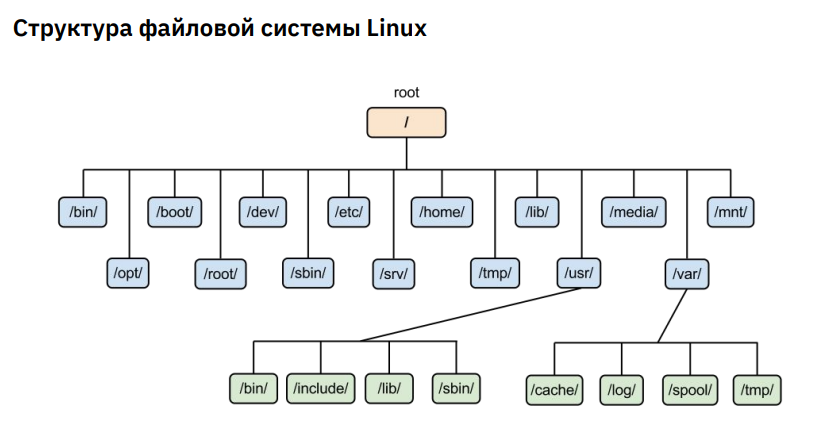 Структура файловой системы Linux
root
/
/bin/ /boot/ /dev/ /etc/ /home/ /lib/ /media/ /mnt/
/opt/ /root/ /sbin/ /srv/ /tmp/ /usr/ /var/
/bin/ /include/ /lib/ /sbin/ /cache/ /log/ /spool/ /tmp/